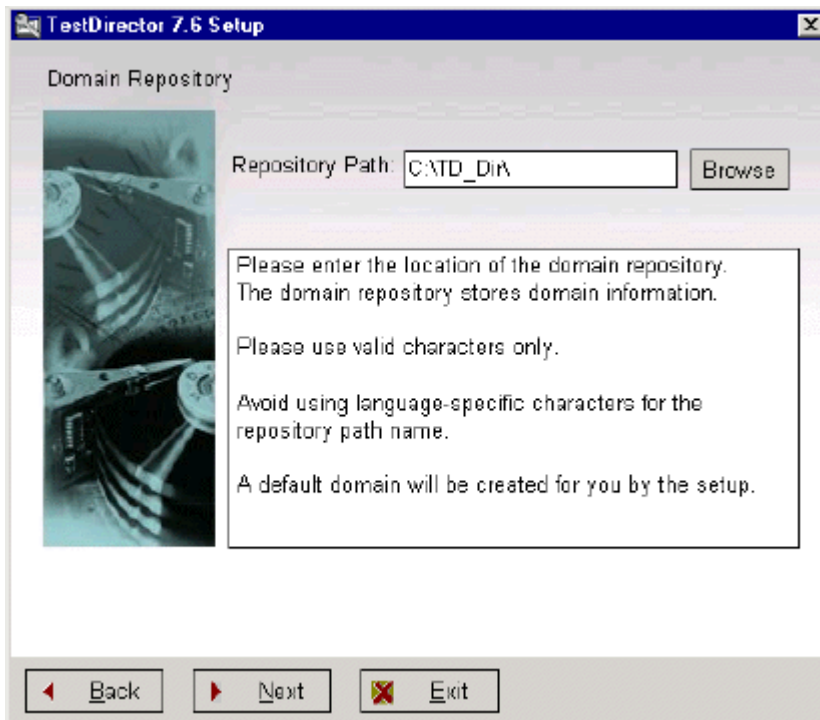 TestDirector 7.6 Setup
Domain Repository
Repository Path: C:\TD_Dir\ Browse
Please enter the location of the domain repository.
The domain repository stores domain information.
Please use valid characters only.
Avoid using language-specific characters for the
repository path name.
A default domain will be created for you by the setup.
Back Next Exit